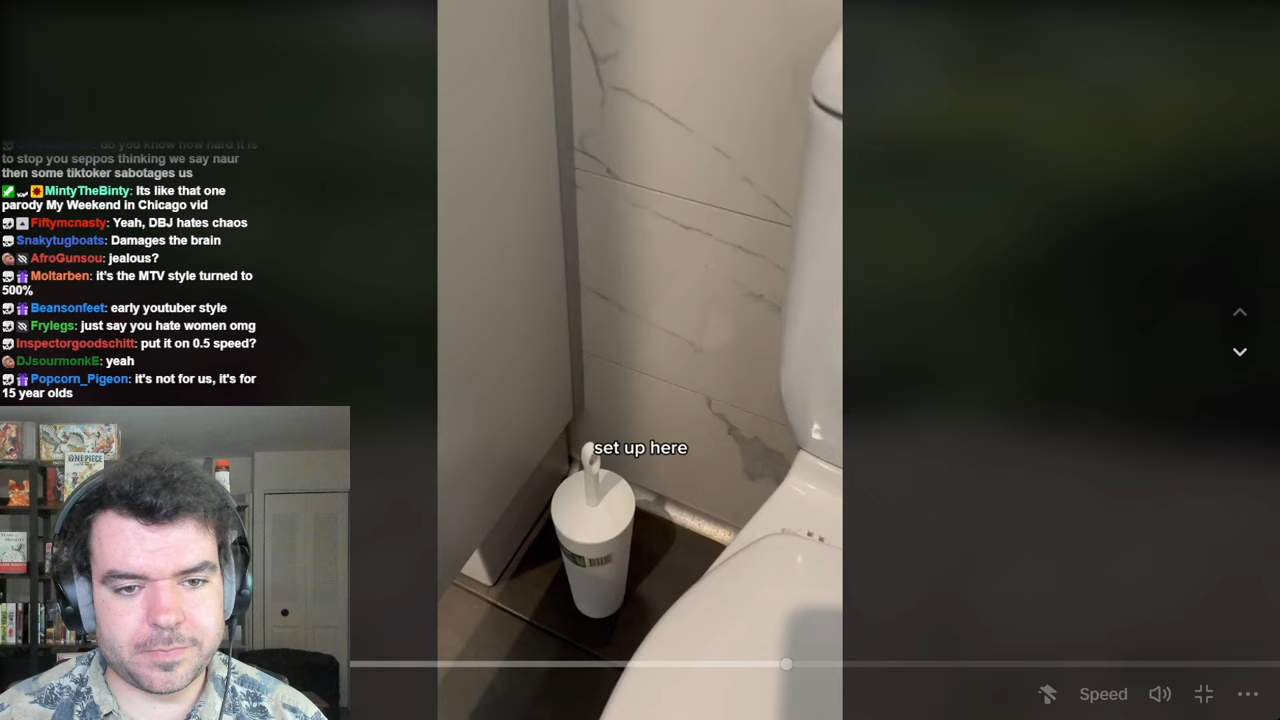 do you know how hard it is
to stop you seppos thinking we say naur
then some tiktoker sabotages us
MintyTheBinty: Its like that one
parody My Weekend in Chicago vid
Fiftymcnasty: Yeah, DBJ hates chaos
Snakytugboats: Damages the brain
AfroGunsou: jealous?
Moltarben: it's the MTV style turned to
500%
Beansonfeet: early youtuber style
Frylegs: just say you hate women omg
Inspectorgoodschitt: put it on 0.5 speed?
DJsourmonkE: yeah
Popcorn_Pigeon: it's not for us, it's for
15 year olds
set up here
ONE PIECE
Speed